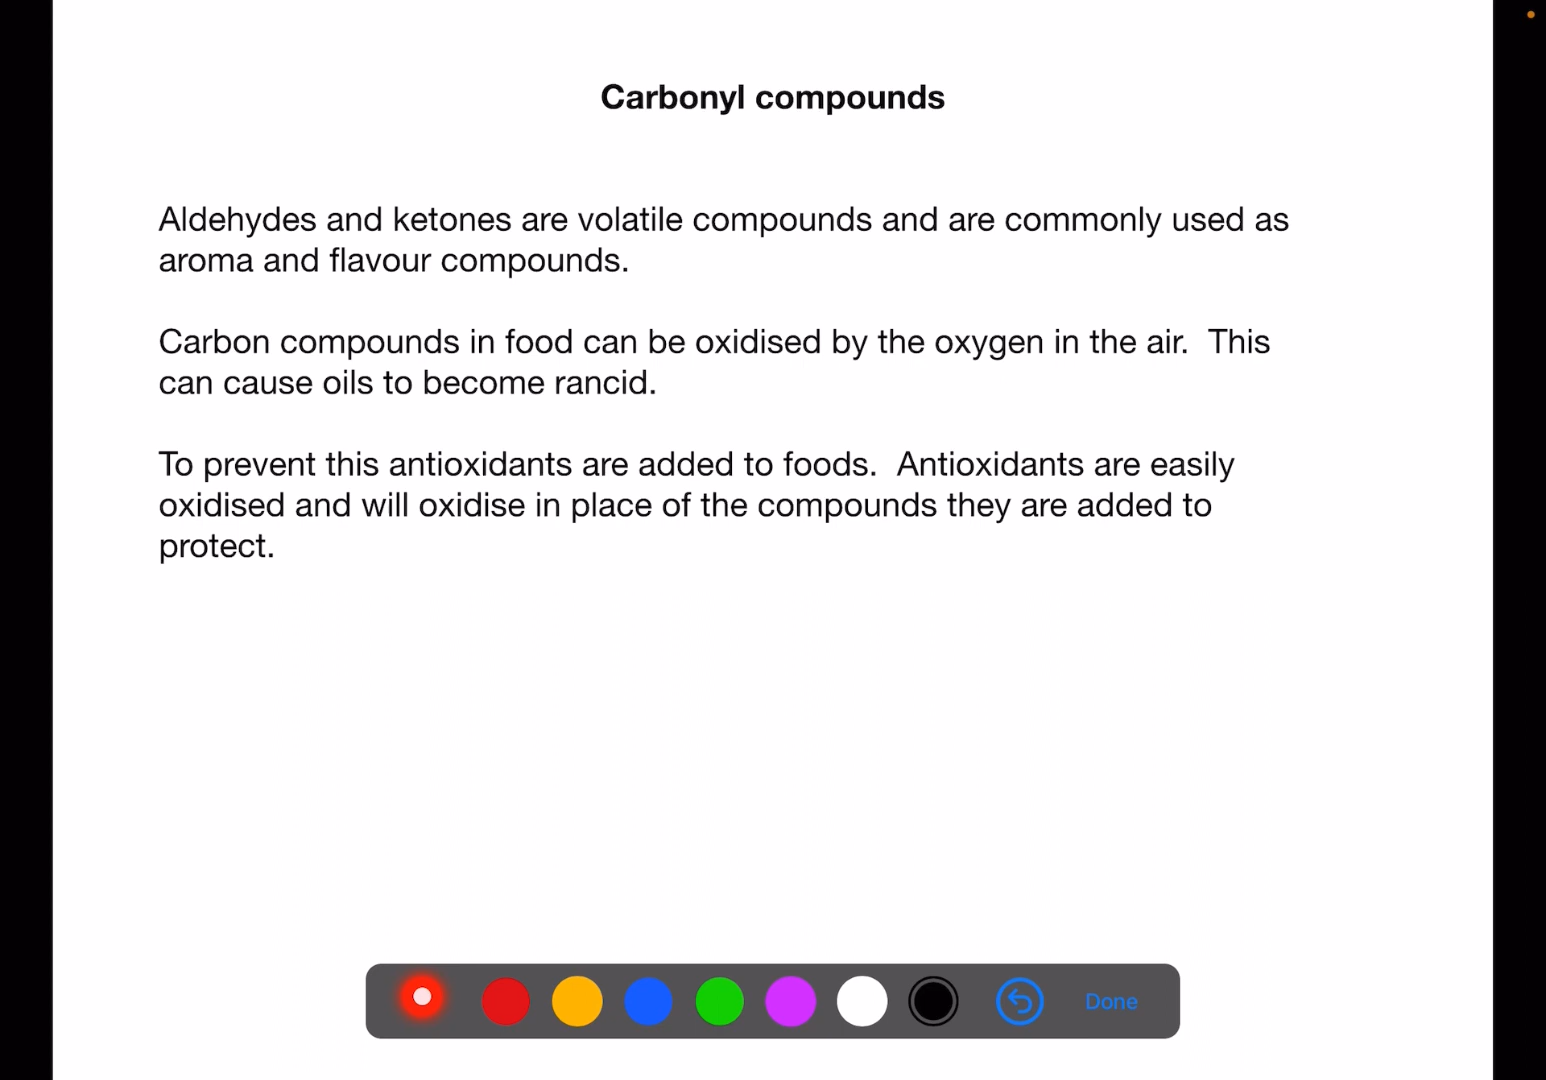 Carbonyl compounds
Aldehydes and ketones are volatile compounds and are commonly used as
aroma and flavour compounds.
Carbon compounds in food can be oxidised by the oxygen in the air.  This
can cause oils to become rancid.
To prevent this antioxidants are added to foods.  Antioxidants are easily
oxidised and will oxidise in place of the compounds they are added to
protect.
Done